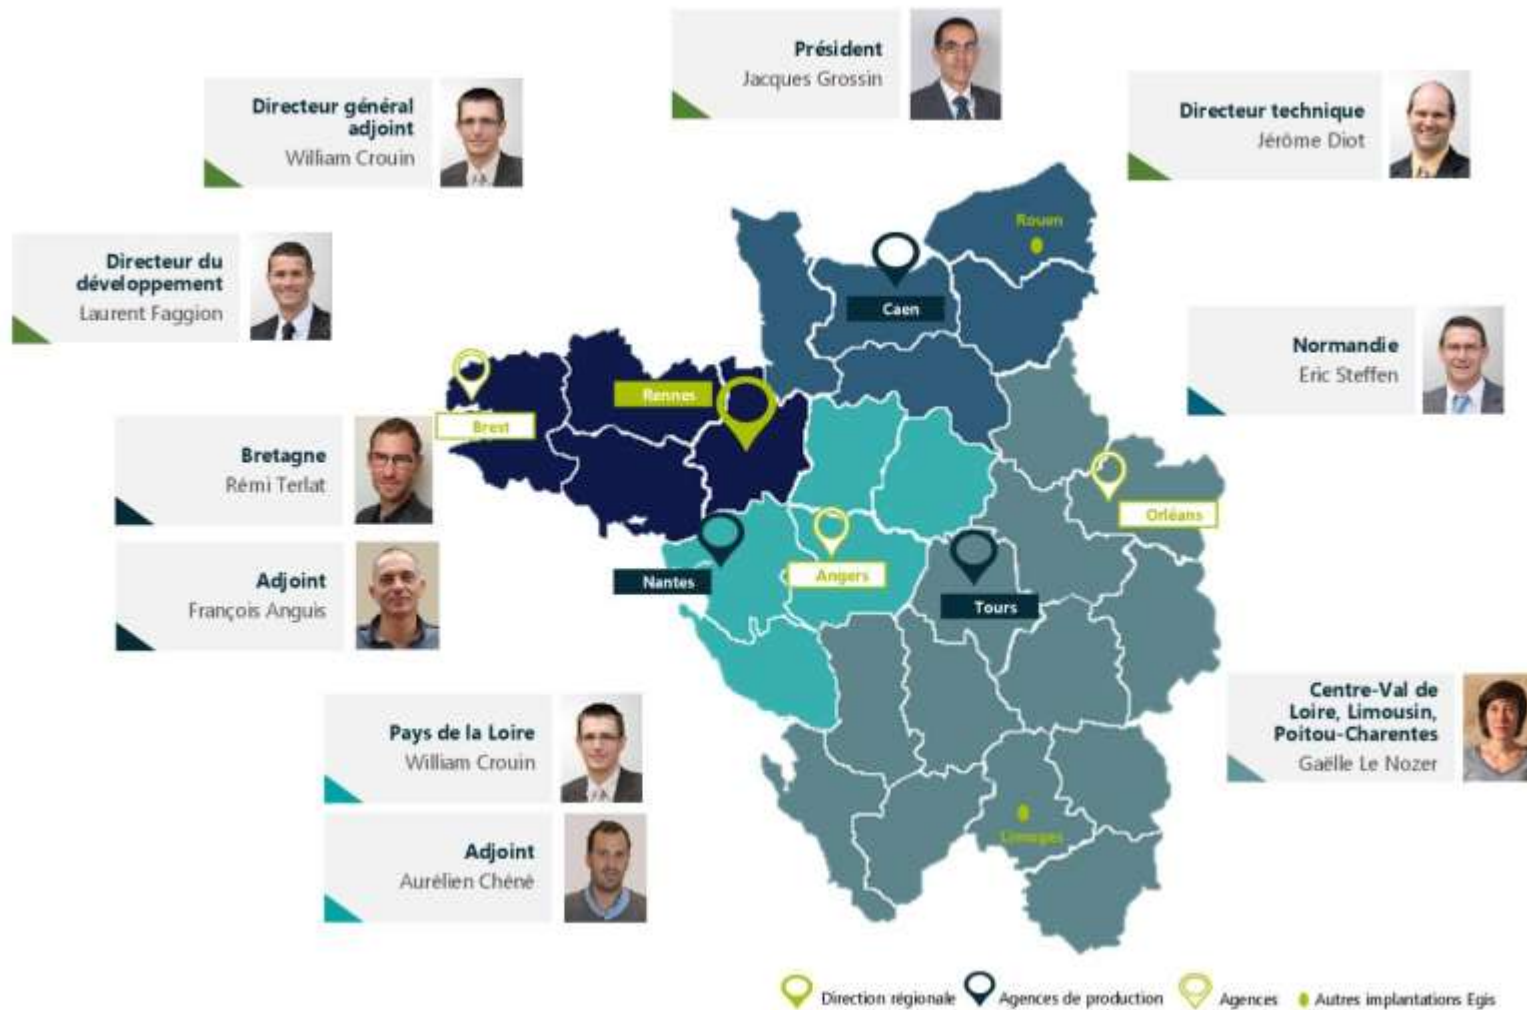 Président
Jacques Grossin
Directeur général
adjoint
William Crouin
Directeur technique
Jérôme Diot
Directeur du
développement
Laurent Faggion
Rouen
Caen
Normandie
Eric Steffen
Rennes
Brest
Bretagne
Rémi Terlat
Orléans
Adjoint
François Anguis
Nantes
Angers
Tours
Pays de la Loire
William Crouin
Centre-Val de
Loire, Limousin,
Poitou-Charentes
Gaëlle Le Nozer
Limoges
Adjoint
Aurélien Chéné
Direction régionale
Agences de production
Agences
Autres implantations Egis